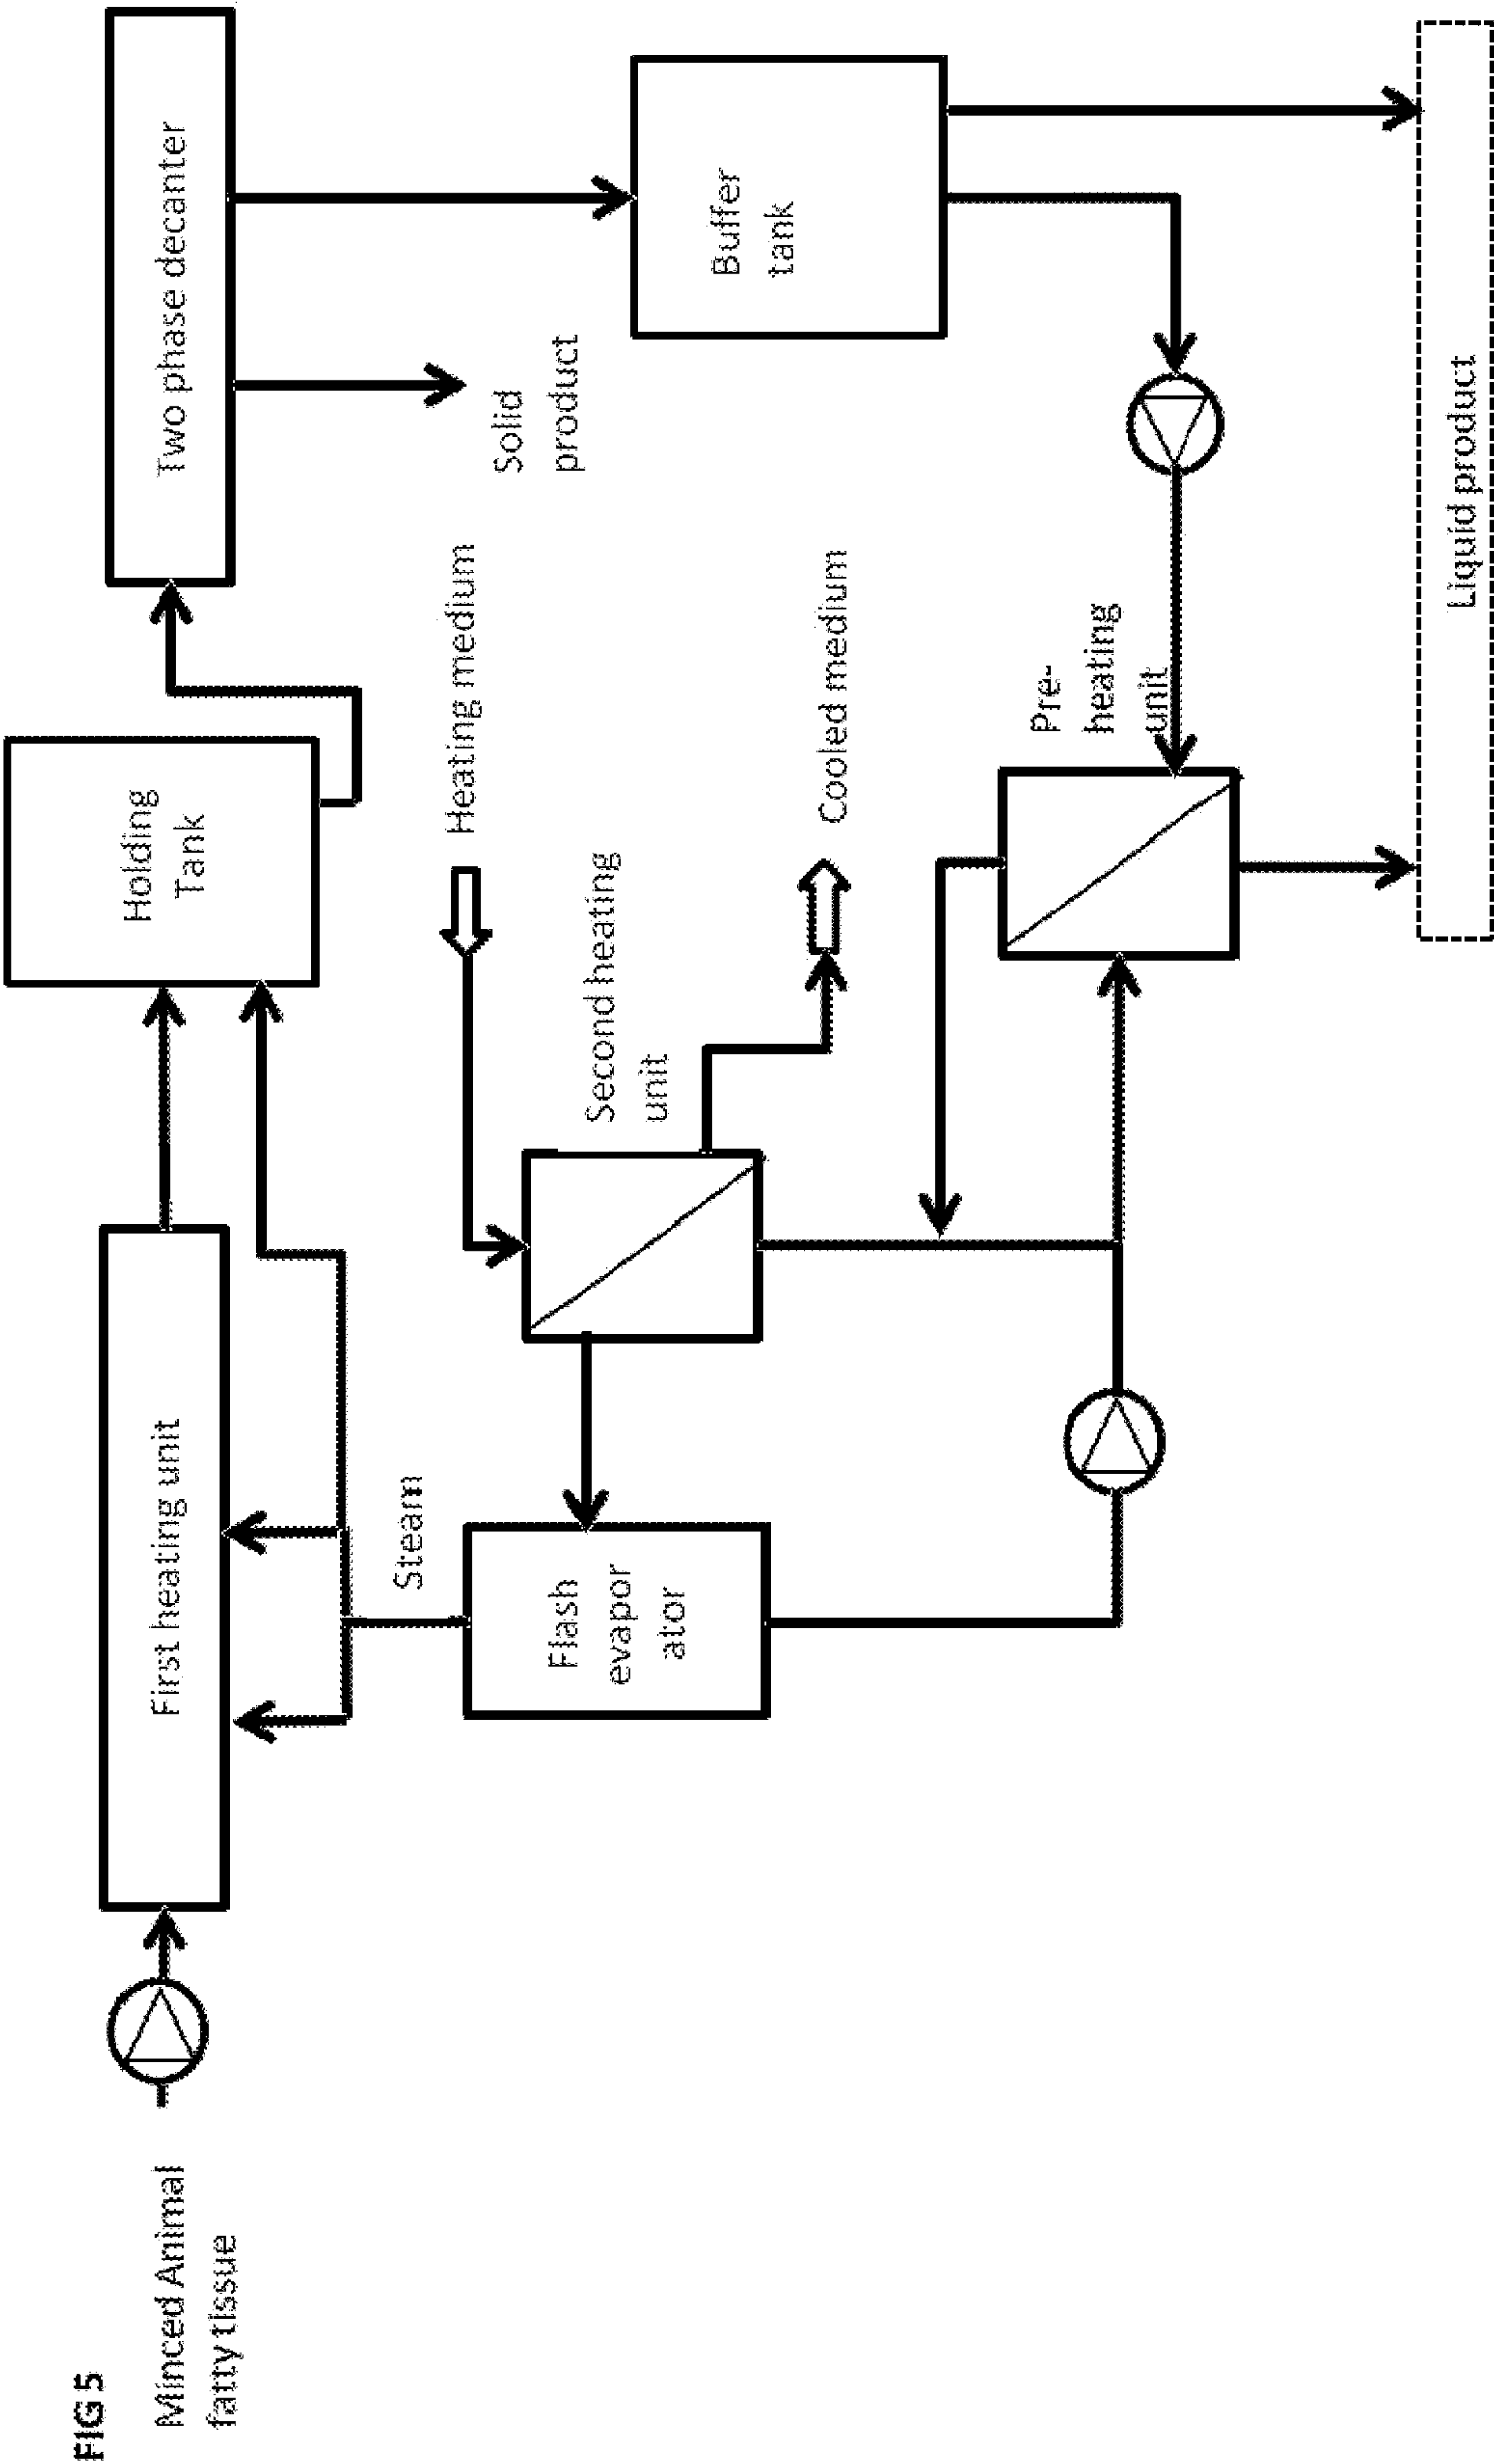 FIG 5
Minced Animal
fatty tissue
First heating unit
Holding
Tank
Two phase decanter
Steam
Heating medium
Solid
product
Flash
evapor
ator
Second heating
unit
Cooled medium
Buffer
tank
Pre-
heating
unit
Liquid product